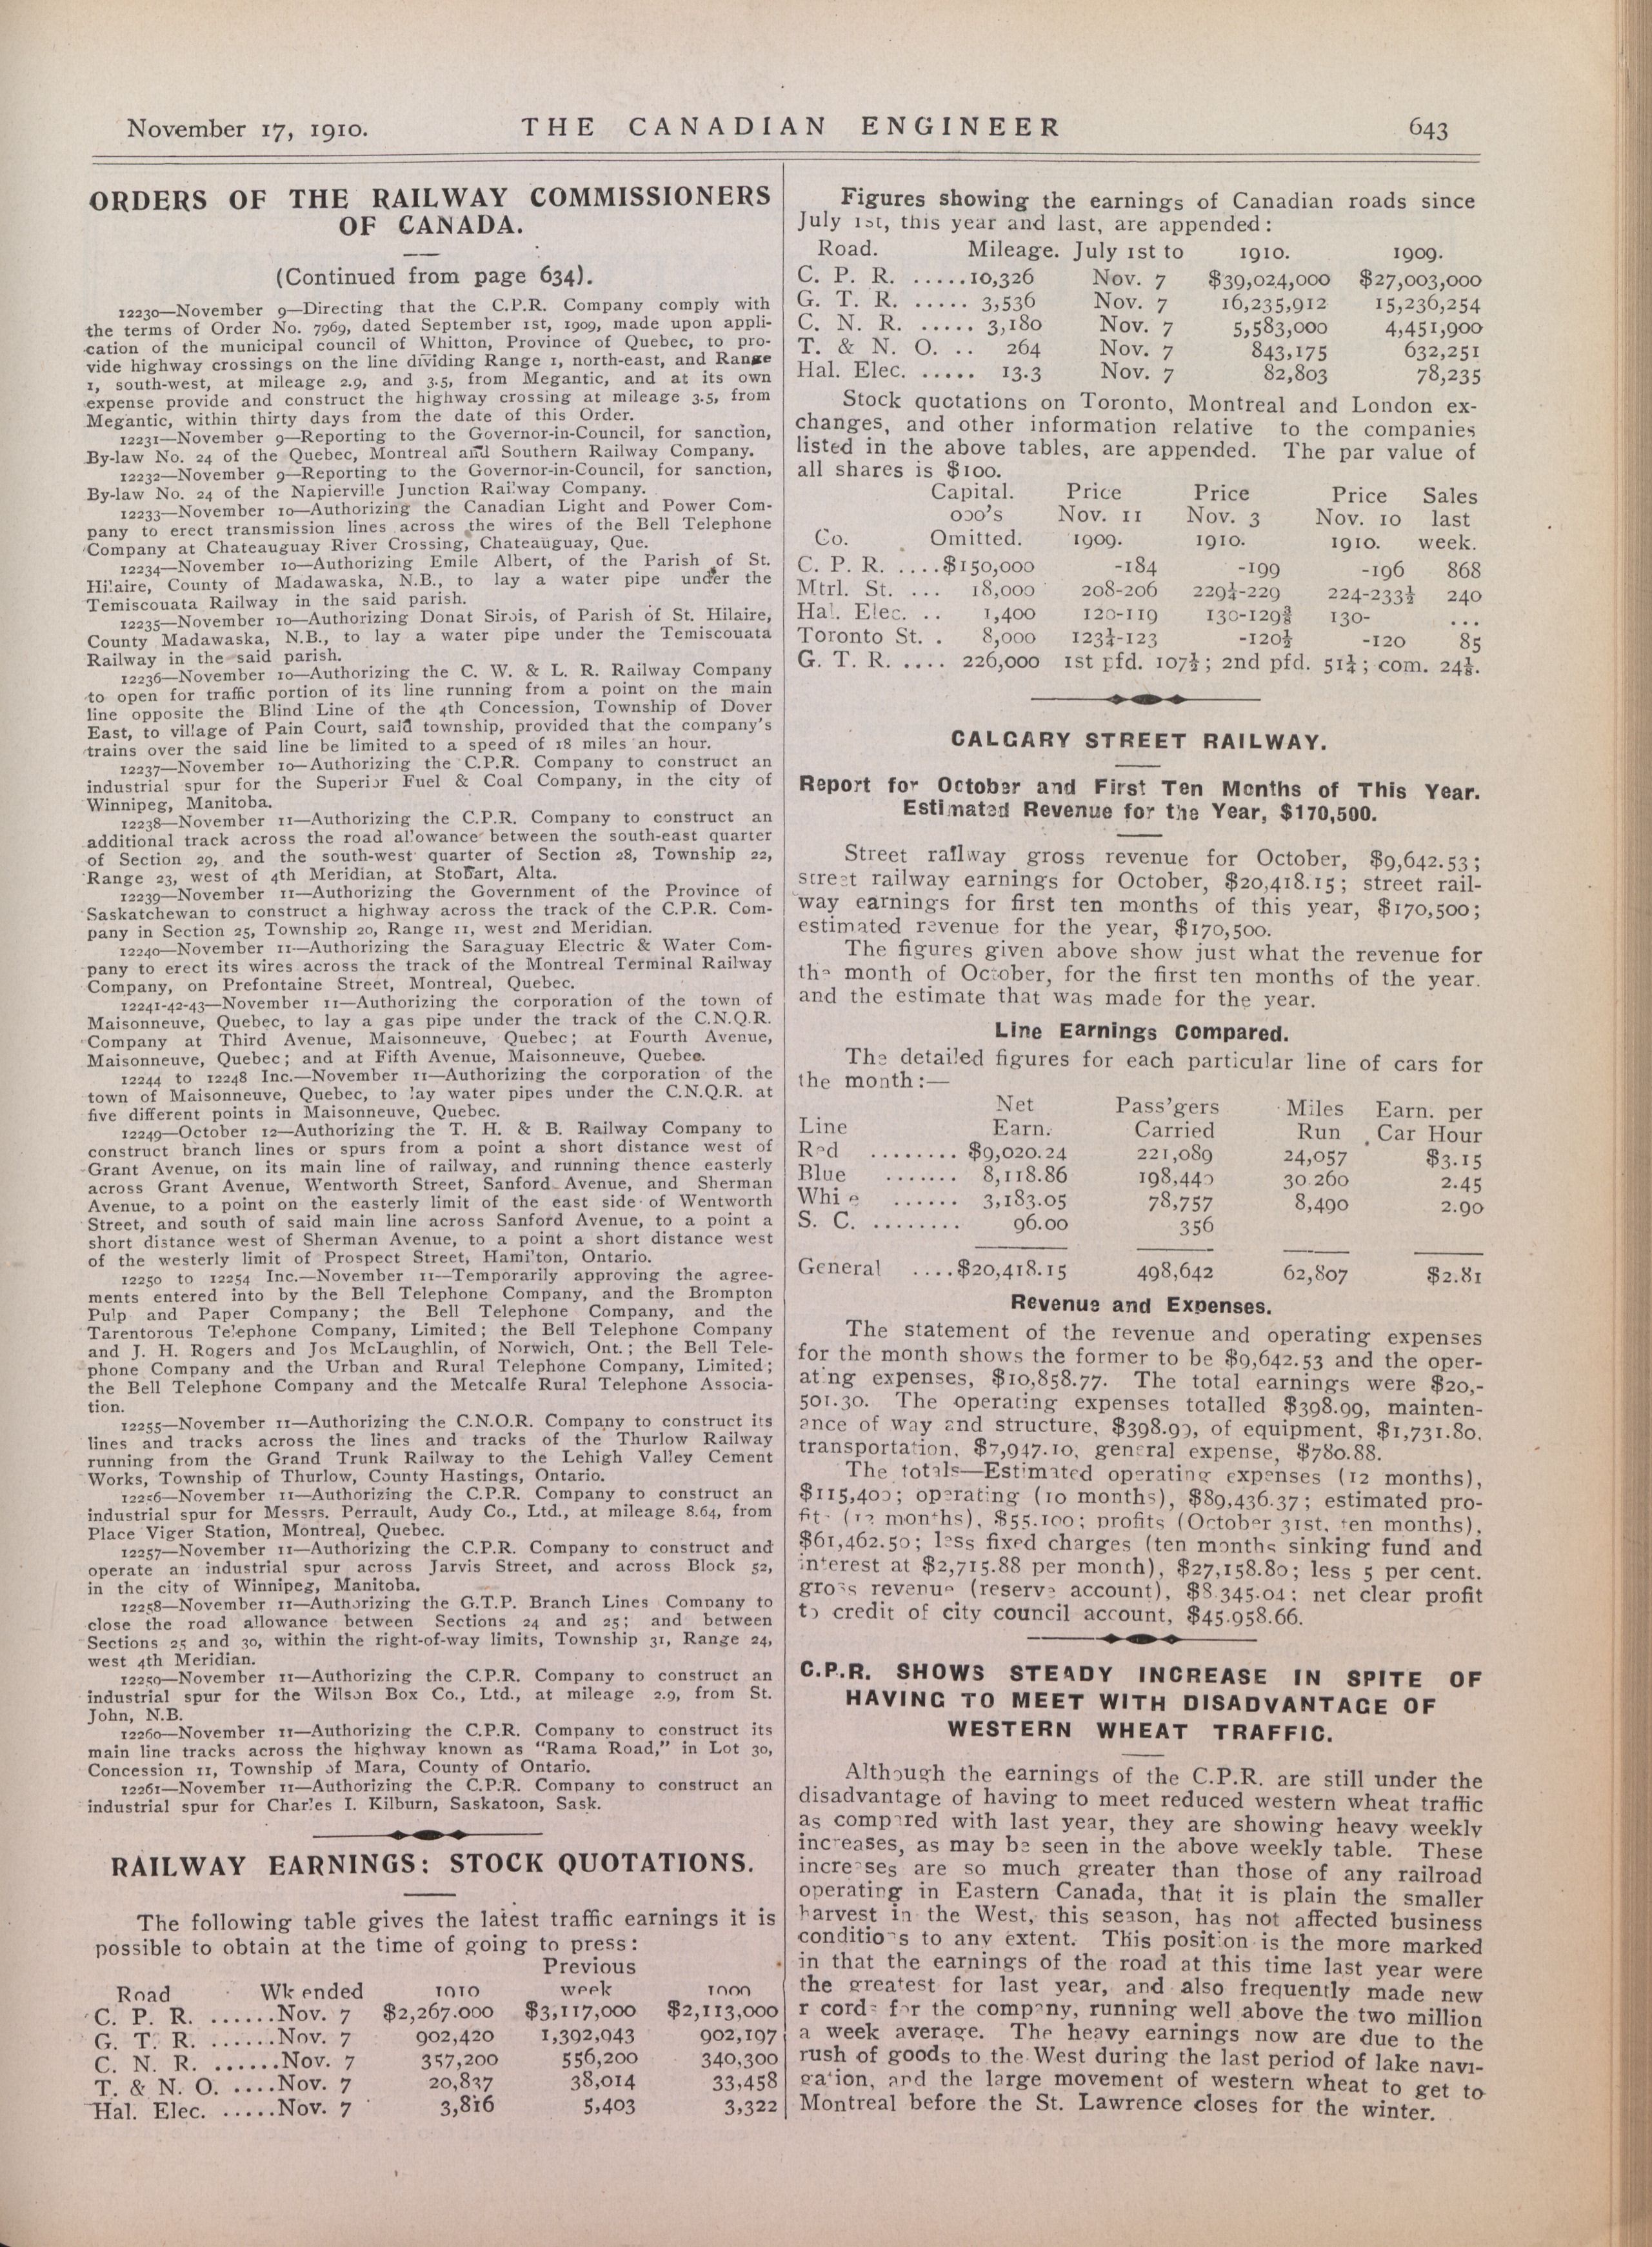 November 17, 1910.
THE CANADIAN ENGINEER
643
ORDERS OF THE RAILWAY COMMISSIONERS
OF CANADA.
(Continued from page 634).
12230—November 9—Directing that the C.P.R. Company comply with
the terms of Order No. 7969, dated September 1st, 1909, made upon appli-
cation of the municipal council of Whitton, Province of Quebec, to pro-
vide highway crossings on the line dividing Range 1, north-east, and Range
1, south-west, at mileage 2.9, and 3.5, from Megantic, and at its own
expense provide and construct the highway crossing at mileage 3.5, from
Megantic, within thirty days from the date of this Order.
12231—November 9—Reporting to the Governor-in-Council, for sanction,
By-law No. 24 of the Quebec, Montreal and Southern Railway Company.
12232—November 9—Reporting to the Governor-in-Council, for sanction,
By-law No. 24 of the Napierville Junction Railway Company.
12233—November 10—Authorizing the Canadian Light and Power Com-
pany to erect transmission lines across the wires of the Bell Telephone
Company at Chateauguay River Crossing, Chateauguay, Que.
12234—November 10—Authorizing Emile Albert, of the Parish of St.
Hilaire, County of Madawaska, N.B., to lay a water pipe under the
Temiscouata Railway in the said parish.
12235—November 10—Authorizing Donat Sirois, of Parish of St. Hilaire,
County Madawaska, N.B., to lay a water pipe under the Temiscouata
Railway in the said parish.
12236—November 10—Authorizing the C. W. & L. R. Railway Company
to open for traffic portion of its line running from a point on the main
line opposite the Blind Line of the 4th Concession, Township of Dover
East, to village of Pain Court, said township, provided that the company's
trains over the said line be limited to a speed of 18 miles an hour.
12237—November 10—Authorizing the C.P.R. Company to construct an
industrial spur for the Superior Fuel & Coal Company, in the city of
Winnipeg, Manitoba.
12238—November 11—Authorizing the C.P.R. Company to construct an
additional track across the road allowance between the south-east quarter
of Section 29, and the south-west quarter of Section 28, Township 22,
Range 23, west of 4th Meridian, at Stobart, Alta.
12239—November 11—Authorizing the Government of the Province of
Saskatchewan to construct a highway across the track of the C.P.R. Com-
pany in Section 25, Township 20, Range 11, west 2nd Meridian.
12240—November 11—Authorizing the Saraguay Electric & Water Com-
pany to erect its wires across the track of the Montreal Terminal Railway
Company, on Prefontaine Street, Montreal, Quebec.
12241-42-43—November 11—Authorizing the corporation of the town of
Maisonneuve, Quebec, to lay a gas pipe under the track of the C.N.Q.R.
Company at Third Avenue, Maisonneuve, Quebec; at Fourth Avenue,
Maisonneuve, Quebec; and at Fifth Avenue, Maisonneuve, Quebec.
12244 to 12248 Inc.—November 11—Authorizing the corporation of the
town of Maisonneuve, Quebec, to lay water pipes under the C.N.Q.R. at
five different points in Maisonneuve, Quebec.
12249—October 12—Authorizing the T. H. & B. Railway Company to
construct branch lines or spurs from a point a short distance west of
Grant Avenue, on its main line of railway, and running thence easterly
across Grant Avenue, Wentworth Street, Sanford Avenue, and Sherman
Avenue, to a point on the easterly limit of the east side of Wentworth
Street, and south of said main line across Sanford Avenue, to a point a
short distance west of Sherman Avenue, to a point a short distance west
of the westerly limit of Prospect Street, Hamilton, Ontario.
12250 to 12254 Inc.—November 11—Temporarily approving the agree-
ments entered into by the Bell Telephone Company, and the Brompton
Pulp and Paper Company; the Bell Telephone Company, and the
Tarentorous Telephone Company, Limited; the Bell Telephone Company
and J. H. Rogers and Jos McLaughlin, of Norwich, Ont.; the Bell Tele-
phone Company and the Urban and Rural Telephone Company, Limited;
the Bell Telephone Company and the Metcalfe Rural Telephone Associa-
tion.
12255—November 11—Authorizing the C.N.O.R. Company to construct its
lines and tracks across the lines and tracks of the Thurlow Railway
running from the Grand Trunk Railway to the Lehigh Valley Cement
Works, Township of Thurlow, County Hastings, Ontario.
12256—November 11—Authorizing the C.P.R. Company to construct an
industrial spur for Messrs. Perrault, Audy Co., Ltd., at mileage 8.64, from
Place Viger Station, Montreal, Quebec.
12257—November 11—Authorizing the C.P.R. Company to construct and
operate an industrial spur across Jarvis Street, and across Block 52,
in the city of Winnipeg, Manitoba.
12258—November 11—Authorizing the G.T.P. Branch Lines Company to
close the road allowance between Sections 24 and 25; and between
Sections 25 and 30, within the right-of-way limits, Township 31, Range 24,
west 4th Meridian.
12259—November 11—Authorizing the C.P.R. Company to construct an
industrial spur for the Wilson Box Co., Ltd., at mileage 2.9, from St.
John, N.B.
12260—November 11—Authorizing the C.P.R. Company to construct its
main line tracks across the highway known as "Rama Road," in Lot 30,
Concession 11, Township of Mara, County of Ontario.
12261—November 11—Authorizing the C.P.R. Company to construct an
industrial spur for Charles I. Kilburn, Saskatoon, Sask.
RAILWAY EARNINGS: STOCK QUOTATIONS.
The following table gives the latest traffic earnings it is
possible to obtain at the time of going to press:
Previous
Road Wk ended 1910 week 1909
C. P. R. ......Nov. 7 $2,267.000 $3,117,000 $2,113,000
G. T. R. ......Nov. 7 902,420 1,392,943 902,197
C. N. R. ......Nov. 7 357,200 556,200 340,300
T. & N. O. ....Nov. 7 20,837 38,014 33,458
Hal. Elec. .....Nov. 7 3,816 5,403 3,322
Figures showing the earnings of Canadian roads since
July 1st, this year and last, are appended:
Road. Mileage. July 1st to 1910. 1909.
C. P. R. .....10,326 Nov. 7 $39,024,000 $27,003,000
G. T. R. ..... 3,536 Nov. 7 16,235,912 15,236,254
C. N. R. ..... 3,180 Nov. 7 5,583,000 4,451,900
T. & N. O. .. 264 Nov. 7 843,175 632,251
Hal. Elec. ..... 13.3 Nov. 7 82,803 78,235
Stock quotations on Toronto, Montreal and London ex-
changes, and other information relative to the companies
listed in the above tables, are appended. The par value of
all shares is $100.
Capital. Price Price Price Sales
000's Nov. 11 Nov. 3 Nov. 10 last
Co. Omitted. 1909. 1910. 1910. week.
C. P. R. ....$150,000 -184 -199 -196 868
Mtrl. St. ... 18,000 208-206 229¼-229 224-233½ 240
Hal. Elec. .. 1,400 120-119 130-129¾ 130- ...
Toronto St. . 8,000 123¼-123 -120½ -120 85
G. T. R. .... 226,000 1st pfd. 107½; 2nd pfd. 51¼; com. 24⅛.
CALGARY STREET RAILWAY.
Report for October and First Ten Months of This Year.
Estimated Revenue for the Year, $170,500.
Street railway gross revenue for October, $9,642.53;
street railway earnings for October, $20,418.15; street rail-
way earnings for first ten months of this year, $170,500;
estimated revenue for the year, $170,500.
The figures given above show just what the revenue for
the month of October, for the first ten months of the year.
and the estimate that was made for the year.
Line Earnings Compared.
The detailed figures for each particular line of cars for
the month:—
Net Pass'gers Miles Earn. per
Line Earn. Carried Run Car Hour
Red ........ $9,020.24 221,089 24,057 $3.15
Blue ....... 8,118.86 198,440 30.260 2.45
Whi e ...... 3,183.05 78,757 8,490 2.90
S. C. ........ 96.00 356
General ....$20,418.15 498,642 62,807 $2.81
Revenue and Expenses.
The statement of the revenue and operating expenses
for the month shows the former to be $9,642.53 and the oper-
ating expenses, $10,858.77. The total earnings were $20,-
501.30. The operating expenses totalled $398.99, mainten-
ance of way and structure, $398.99, of equipment, $1,731.80,
transportation, $7,947.10, general expense, $780.88.
The totals—Estimated operating expenses (12 months),
$115,400; operating (10 months), $89,436.37; estimated pro-
fit (12 months), $55.100; profits (October 31st, ten months),
$61,462.50; less fixed charges (ten months sinking fund and
interest at $2,715.88 per month), $27,158.80; less 5 per cent.
gross revenue (reserve account), $8.345.04; net clear profit
to credit of city council account, $45.958.66.
C.P.R. SHOWS STEADY INCREASE IN SPITE OF
HAVING TO MEET WITH DISADVANTAGE OF
WESTERN WHEAT TRAFFIC.
Although the earnings of the C.P.R. are still under the
disadvantage of having to meet reduced western wheat traffic
as compared with last year, they are showing heavy weekly
increases, as may be seen in the above weekly table. These
increases are so much greater than those of any railroad
operating in Eastern Canada, that it is plain the smaller
harvest in the West, this season, has not affected business
conditions to any extent. This position is the more marked
in that the earnings of the road at this time last year were
the greatest for last year, and also frequently made new
r cords for the company, running well above the two million
a week average. The heavy earnings now are due to the
rush of goods to the West during the last period of lake navi-
gation, and the large movement of western wheat to get to
Montreal before the St. Lawrence closes for the winter.